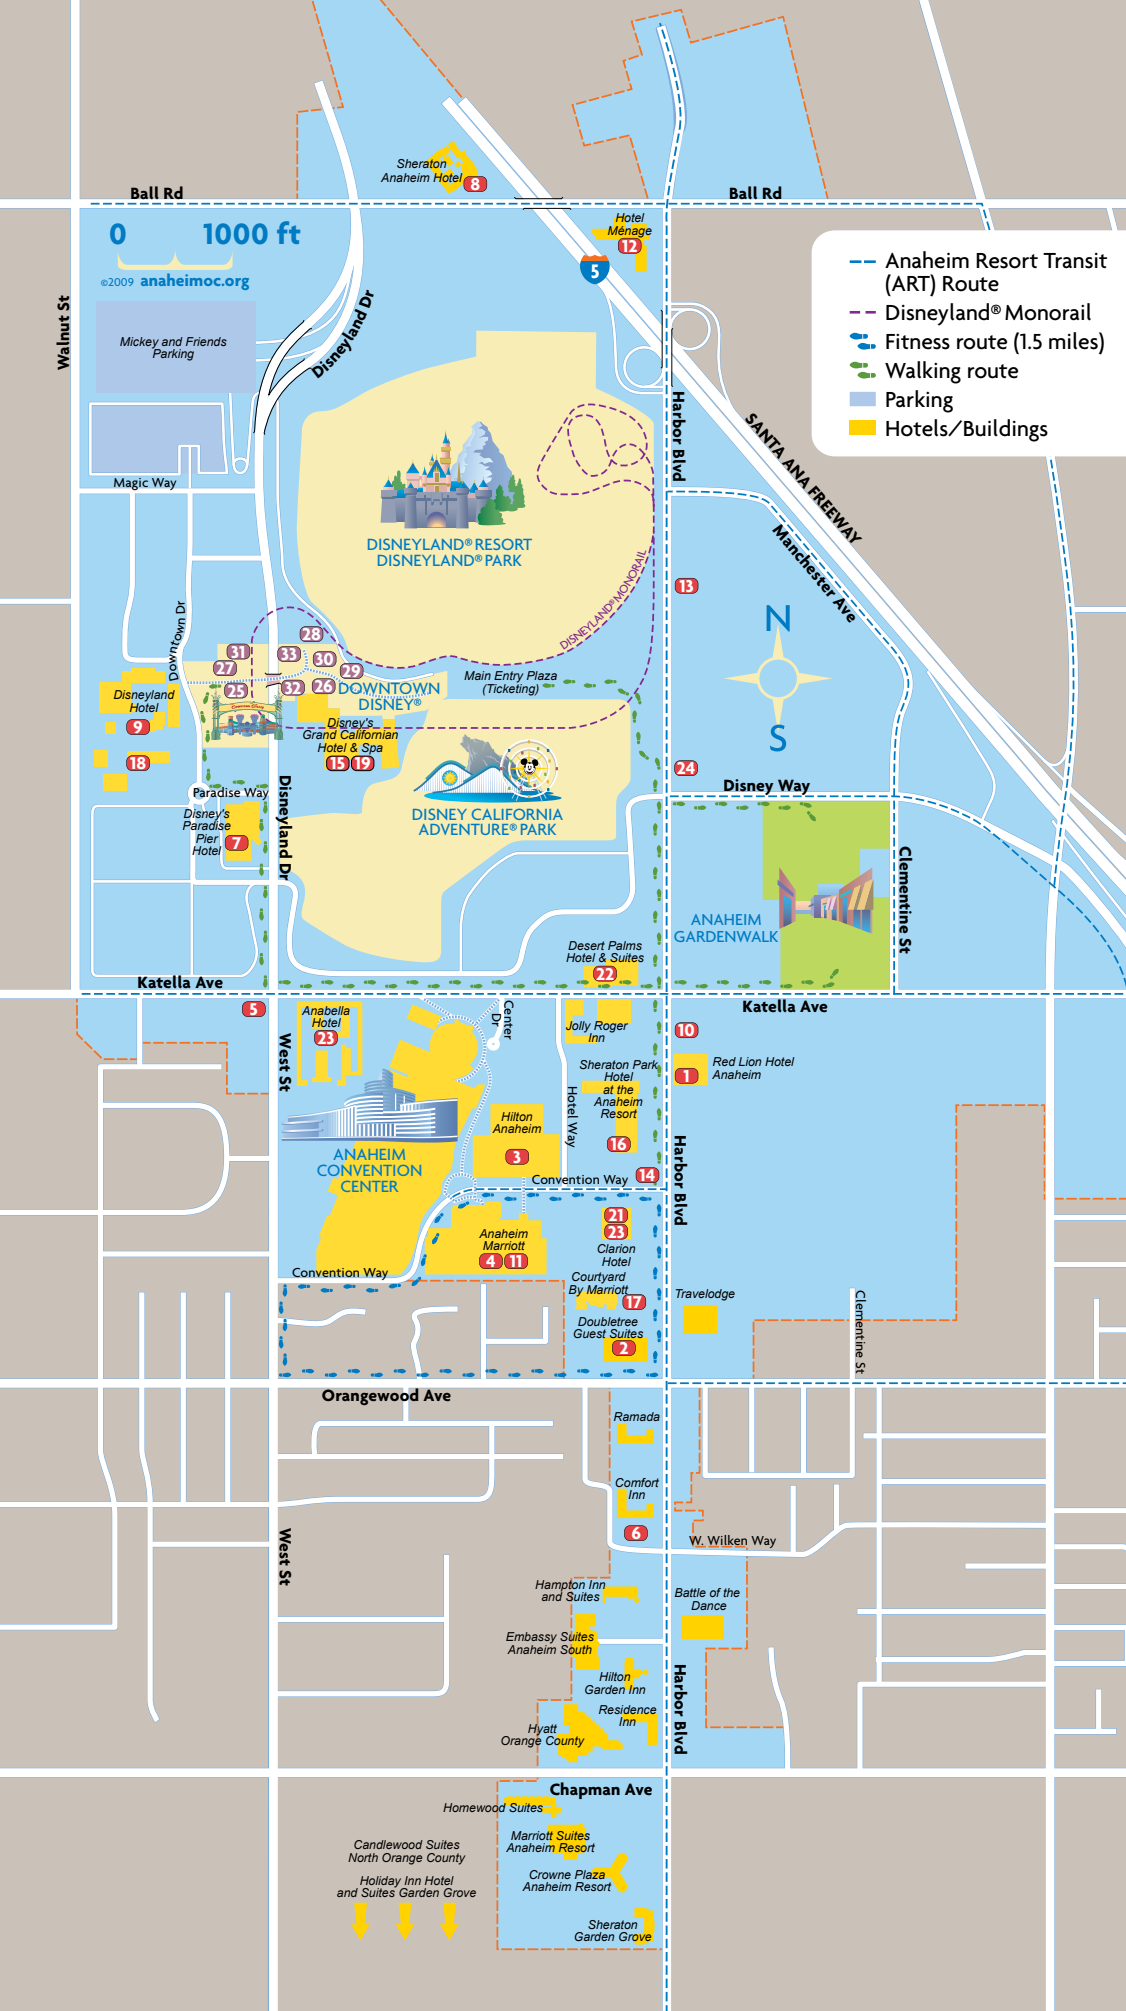 Sheraton
Anaheim Hotel
8
Ball Rd
Ball Rd
0 1000 ft
©2009 anaheimoc.org
Hotel
Ménage
12
5
Anaheim Resort Transit
(ART) Route
Disneyland® Monorail
Fitness route (1.5 miles)
Walking route
Parking
Hotels/Buildings
Walnut St
Mickey and Friends
Parking
Disneyland Dr
Harbor Blvd
SANTA ANA FREEWAY
Magic Way
DISNEYLAND® RESORT
DISNEYLAND® PARK
Manchester Ave
DISNEYLAND® MONORAIL
13
N
S
Downtown Dr
28
31
33
30
27
29
25
32
26
DOWNTOWN
DISNEY®
Main Entry Plaza
(Ticketing)
Disneyland
Hotel
9
18
DOWNTOWN DISNEY
Disney's
Grand Californian
Hotel & Spa
15
19
24
Disney Way
Paradise Way
Disney's
Paradise
Pier
Hotel
7
Disneyland Dr
DISNEY CALIFORNIA
ADVENTURE® PARK
Clementine St
ANAHEIM
GARDENWALK
Desert Palms
Hotel & Suites
22
Katella Ave
Katella Ave
5
Anabella
Hotel
23
West St
Center
Dr
Jolly Roger
Inn
10
Red Lion Hotel
Anaheim
1
Sheraton Park
Hotel
at the
Anaheim
Resort
16
Hotel Way
Hilton
Anaheim
3
ANAHEIM
CONVENTION
CENTER
Convention Way
14
Harbor Blvd
21
23
Clarion
Hotel
Anaheim
Marriott
4
11
Convention Way
Courtyard
By Marriott
17
Travelodge
Doubletree
Guest Suites
2
Clementine St
Orangewood Ave
Ramada
Comfort
Inn
6
W. Wilken Way
West St
Hampton Inn
and Suites
Battle of the
Dance
Embassy Suites
Anaheim South
Hilton
Garden Inn
Harbor Blvd
Residence
Inn
Hyatt
Orange County
Chapman Ave
Homewood Suites
Marriott Suites
Anaheim Resort
Candlewood Suites
North Orange County
Crowne Plaza
Anaheim Resort
Holiday Inn Hotel
and Suites Garden Grove
Sheraton
Garden Grove